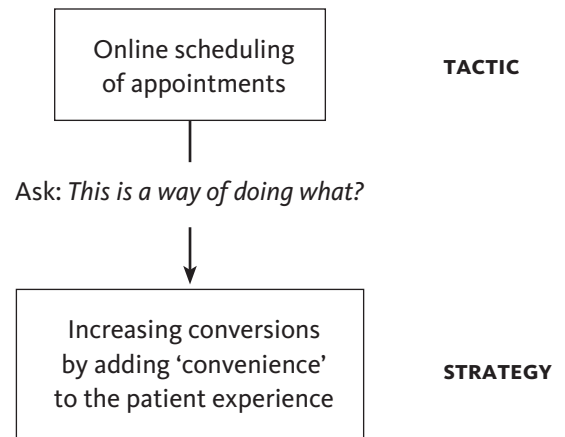 Online scheduling
of appointments
TACTIC
Ask: This is a way of doing what?
Increasing conversions
by adding ‘convenience’
to the patient experience
STRATEGY